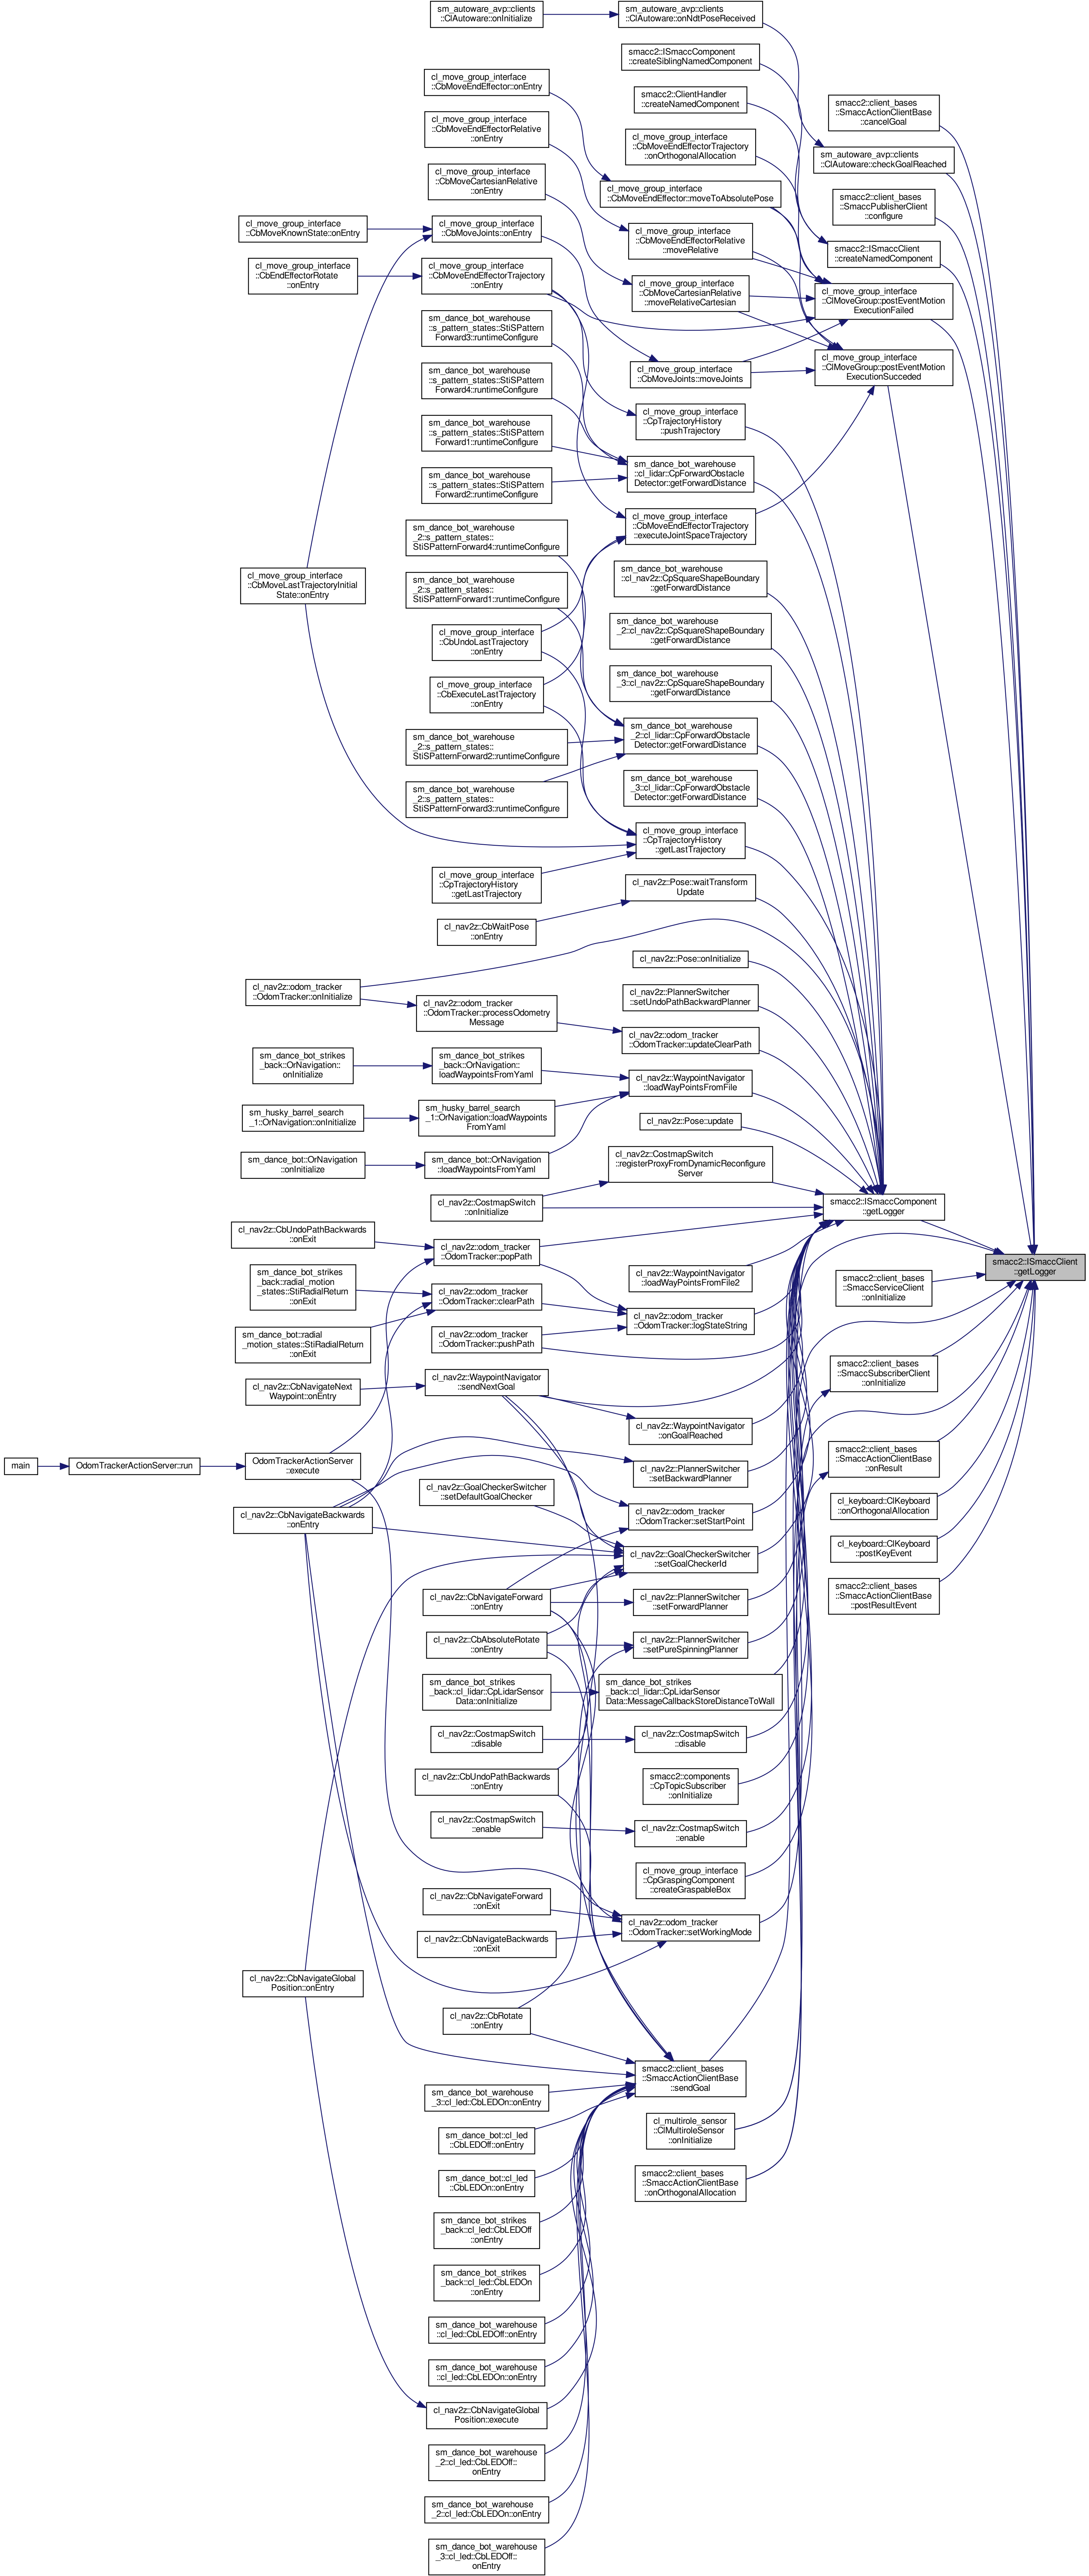 sm_autoware_avp::clients
::ClAutoware::onInitialize
sm_autoware_avp::clients
::ClAutoware::onNdtPoseReceived
smacc2::ISmaccComponent
::createSiblingNamedComponent
cl_move_group_interface
::CbMoveEndEffector::onEntry
smacc2::ClientHandler
::createNamedComponent
smacc2::client_bases
::SmaccActionClientBase
::cancelGoal
cl_move_group_interface
::CbMoveEndEffectorRelative
::onEntry
cl_move_group_interface
::CbMoveEndEffectorTrajectory
::onOrthogonalAllocation
sm_autoware_avp::clients
::ClAutoware::checkGoalReached
cl_move_group_interface
::CbMoveCartesianRelative
::onEntry
cl_move_group_interface
::CbMoveEndEffector::moveToAbsolutePose
smacc2::client_bases
::SmaccPublisherClient
::configure
cl_move_group_interface
::CbMoveKnownState::onEntry
cl_move_group_interface
::CbMoveJoints::onEntry
cl_move_group_interface
::CbMoveEndEffectorRelative
::moveRelative
smacc2::ISmaccClient
::createNamedComponent
cl_move_group_interface
::CbEndEffectorRotate
::onEntry
cl_move_group_interface
::CbMoveEndEffectorTrajectory
::onEntry
cl_move_group_interface
::CbMoveCartesianRelative
::moveRelativeCartesian
cl_move_group_interface
::ClMoveGroup::postEventMotion
ExecutionFailed
sm_dance_bot_warehouse
::s_pattern_states::StiSPattern
Forward3::runtimeConfigure
cl_move_group_interface
::CbMoveJoints::moveJoints
cl_move_group_interface
::ClMoveGroup::postEventMotion
ExecutionSucceded
sm_dance_bot_warehouse
::s_pattern_states::StiSPattern
Forward4::runtimeConfigure
cl_move_group_interface
::CpTrajectoryHistory
::pushTrajectory
sm_dance_bot_warehouse
::s_pattern_states::StiSPattern
Forward1::runtimeConfigure
sm_dance_bot_warehouse
::cl_lidar::CpForwardObstacle
Detector::getForwardDistance
sm_dance_bot_warehouse
::s_pattern_states::StiSPattern
Forward2::runtimeConfigure
cl_move_group_interface
::CbMoveEndEffectorTrajectory
::executeJointSpaceTrajectory
sm_dance_bot_warehouse
_2::s_pattern_states::
StiSPatternForward4::runtimeConfigure
cl_move_group_interface
::CbMoveLastTrajectoryInitial
State::onEntry
sm_dance_bot_warehouse
_2::s_pattern_states::
StiSPatternForward1::runtimeConfigure
sm_dance_bot_warehouse
::cl_nav2z::CpSquareShapeBoundary
::getForwardDistance
cl_move_group_interface
::CbUndoLastTrajectory
::onEntry
sm_dance_bot_warehouse
_2::cl_nav2z::CpSquareShapeBoundary
::getForwardDistance
cl_move_group_interface
::CbExecuteLastTrajectory
::onEntry
sm_dance_bot_warehouse
_3::cl_nav2z::CpSquareShapeBoundary
::getForwardDistance
sm_dance_bot_warehouse
_2::s_pattern_states::
StiSPatternForward2::runtimeConfigure
sm_dance_bot_warehouse
_2::cl_lidar::CpForwardObstacle
Detector::getForwardDistance
sm_dance_bot_warehouse
_2::s_pattern_states::
StiSPatternForward3::runtimeConfigure
sm_dance_bot_warehouse
_3::cl_lidar::CpForwardObstacle
Detector::getForwardDistance
cl_move_group_interface
::CpTrajectoryHistory
::getLastTrajectory
cl_move_group_interface
::CpTrajectoryHistory
::getLastTrajectory
cl_nav2z::Pose::waitTransform
Update
cl_nav2z::CbWaitPose
::onEntry
cl_nav2z::Pose::onInitialize
cl_nav2z::odom_tracker
::OdomTracker::onInitialize
cl_nav2z::odom_tracker
::OdomTracker::processOdometry
Message
cl_nav2z::PlannerSwitcher
::setUndoPathBackwardPlanner
cl_nav2z::odom_tracker
::OdomTracker::updateClearPath
sm_dance_bot_strikes
_back::OrNavigation::
onInitialize
sm_dance_bot_strikes
_back::OrNavigation::
loadWaypointsFromYaml
cl_nav2z::WaypointNavigator
::loadWayPointsFromFile
sm_husky_barrel_search
_1::OrNavigation::onInitialize
sm_husky_barrel_search
_1::OrNavigation::loadWaypoints
FromYaml
cl_nav2z::Pose::update
sm_dance_bot::OrNavigation
::onInitialize
sm_dance_bot::OrNavigation
::loadWaypointsFromYaml
cl_nav2z::CostmapSwitch
::registerProxyFromDynamicReconfigure
Server
cl_nav2z::CostmapSwitch
::onInitialize
smacc2::ISmaccComponent
::getLogger
cl_nav2z::CbUndoPathBackwards
::onExit
cl_nav2z::odom_tracker
::OdomTracker::popPath
cl_nav2z::WaypointNavigator
::loadWayPointsFromFile2
smacc2::ISmaccClient
::getLogger
sm_dance_bot_strikes
_back::radial_motion
_states::StiRadialReturn
::onExit
cl_nav2z::odom_tracker
::OdomTracker::clearPath
smacc2::client_bases
::SmaccServiceClient
::onInitialize
sm_dance_bot::radial
_motion_states::StiRadialReturn
::onExit
cl_nav2z::odom_tracker
::OdomTracker::pushPath
cl_nav2z::odom_tracker
::OdomTracker::logStateString
smacc2::client_bases
::SmaccSubscriberClient
::onInitialize
cl_nav2z::CbNavigateNext
Waypoint::onEntry
cl_nav2z::WaypointNavigator
::sendNextGoal
cl_nav2z::WaypointNavigator
::onGoalReached
smacc2::client_bases
::SmaccActionClientBase
::onResult
main
OdomTrackerActionServer::run
OdomTrackerActionServer
::execute
cl_nav2z::PlannerSwitcher
::setBackwardPlanner
cl_nav2z::GoalCheckerSwitcher
::setDefaultGoalChecker
cl_keyboard::ClKeyboard
::onOrthogonalAllocation
cl_nav2z::CbNavigateBackwards
::onEntry
cl_nav2z::odom_tracker
::OdomTracker::setStartPoint
cl_keyboard::ClKeyboard
::postKeyEvent
cl_nav2z::GoalCheckerSwitcher
::setGoalCheckerId
smacc2::client_bases
::SmaccActionClientBase
::postResultEvent
cl_nav2z::CbNavigateForward
::onEntry
cl_nav2z::PlannerSwitcher
::setForwardPlanner
cl_nav2z::CbAbsoluteRotate
::onEntry
cl_nav2z::PlannerSwitcher
::setPureSpinningPlanner
sm_dance_bot_strikes
_back::cl_lidar::CpLidarSensor
Data::onInitialize
sm_dance_bot_strikes
_back::cl_lidar::CpLidarSensor
Data::MessageCallbackStoreDistanceToWall
cl_nav2z::CostmapSwitch
::disable
cl_nav2z::CostmapSwitch
::disable
cl_nav2z::CbUndoPathBackwards
::onEntry
smacc2::components
::CpTopicSubscriber
::onInitialize
cl_nav2z::CostmapSwitch
::enable
cl_nav2z::CostmapSwitch
::enable
cl_move_group_interface
::CpGraspingComponent
::createGraspableBox
cl_nav2z::CbNavigateForward
::onExit
cl_nav2z::odom_tracker
::OdomTracker::setWorkingMode
cl_nav2z::CbNavigateBackwards
::onExit
cl_nav2z::CbNavigateGlobal
Position::onEntry
cl_nav2z::CbRotate
::onEntry
smacc2::client_bases
::SmaccActionClientBase
::sendGoal
sm_dance_bot_warehouse
_3::cl_led::CbLEDOn::onEntry
cl_multirole_sensor
::ClMultiroleSensor
::onInitialize
sm_dance_bot::cl_led
::CbLEDOff::onEntry
sm_dance_bot::cl_led
::CbLEDOn::onEntry
smacc2::client_bases
::SmaccActionClientBase
::onOrthogonalAllocation
sm_dance_bot_strikes
_back::cl_led::CbLEDOff
::onEntry
sm_dance_bot_strikes
_back::cl_led::CbLEDOn
::onEntry
sm_dance_bot_warehouse
::cl_led::CbLEDOff::onEntry
sm_dance_bot_warehouse
::cl_led::CbLEDOn::onEntry
cl_nav2z::CbNavigateGlobal
Position::execute
sm_dance_bot_warehouse
_2::cl_led::CbLEDOff::
onEntry
sm_dance_bot_warehouse
_2::cl_led::CbLEDOn::onEntry
sm_dance_bot_warehouse
_3::cl_led::CbLEDOff::
onEntry